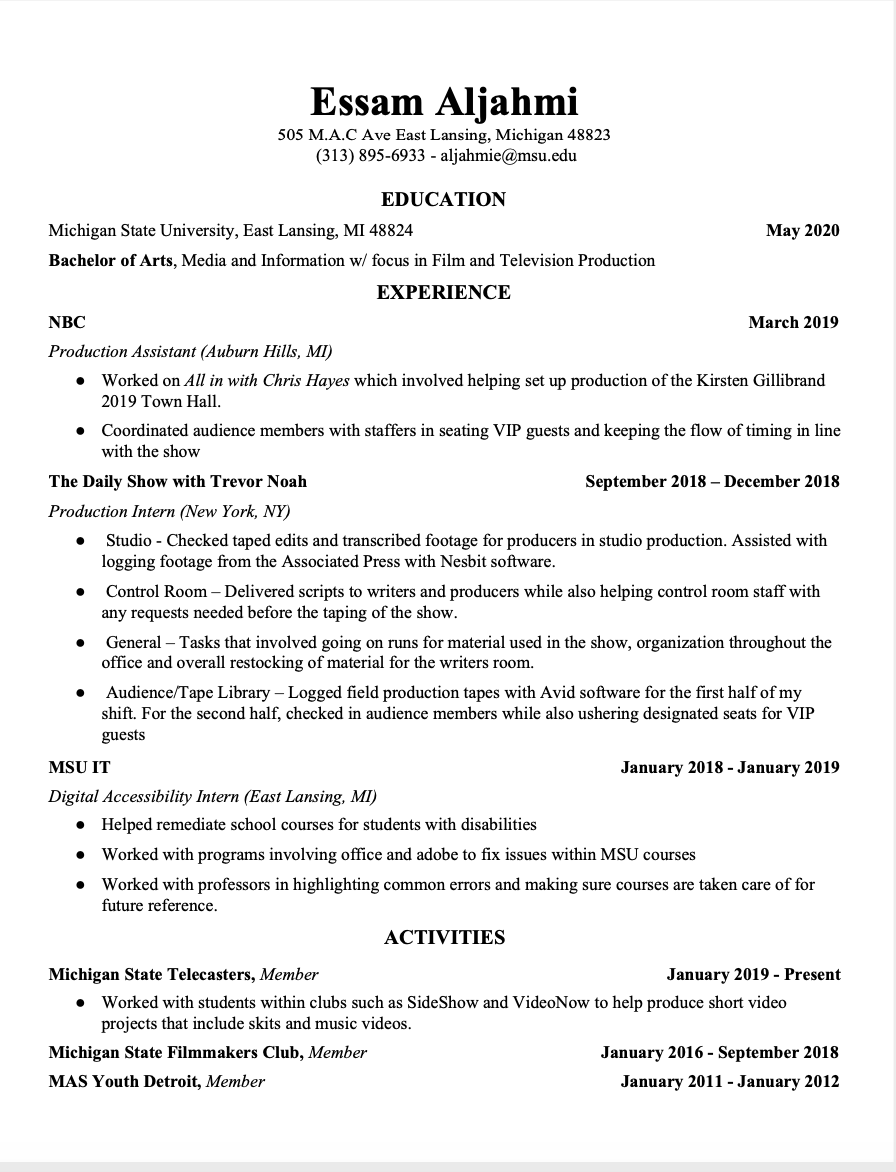 Essam Aljahmi
505 M.A.C Ave East Lansing, Michigan 48823
(313) 895-6933 - aljahmie@msu.edu
EDUCATION
Michigan State University, East Lansing, MI 48824 May 2020
Bachelor of Arts, Media and Information w/ focus in Film and Television Production
EXPERIENCE
NBC March 2019
Production Assistant (Auburn Hills, MI)
● Worked on All in with Chris Hayes which involved helping set up production of the Kirsten Gillibrand
2019 Town Hall.
● Coordinated audience members with staffers in seating VIP guests and keeping the flow of timing in line
with the show
The Daily Show with Trevor Noah September 2018 – December 2018
Production Intern (New York, NY)
● Studio - Checked taped edits and transcribed footage for producers in studio production. Assisted with
logging footage from the Associated Press with Nesbit software.
● Control Room – Delivered scripts to writers and producers while also helping control room staff with
any requests needed before the taping of the show.
● General – Tasks that involved going on runs for material used in the show, organization throughout the
office and overall restocking of material for the writers room.
● Audience/Tape Library – Logged field production tapes with Avid software for the first half of my
shift. For the second half, checked in audience members while also ushering designated seats for VIP
guests
MSU IT January 2018 - January 2019
Digital Accessibility Intern (East Lansing, MI)
● Helped remediate school courses for students with disabilities
● Worked with programs involving office and adobe to fix issues within MSU courses
● Worked with professors in highlighting common errors and making sure courses are taken care of for
future reference.
ACTIVITIES
Michigan State Telecasters, Member January 2019 - Present
● Worked with students within clubs such as SideShow and VideoNow to help produce short video
projects that include skits and music videos.
Michigan State Filmmakers Club, Member January 2016 - September 2018
MAS Youth Detroit, Member January 2011 - January 2012